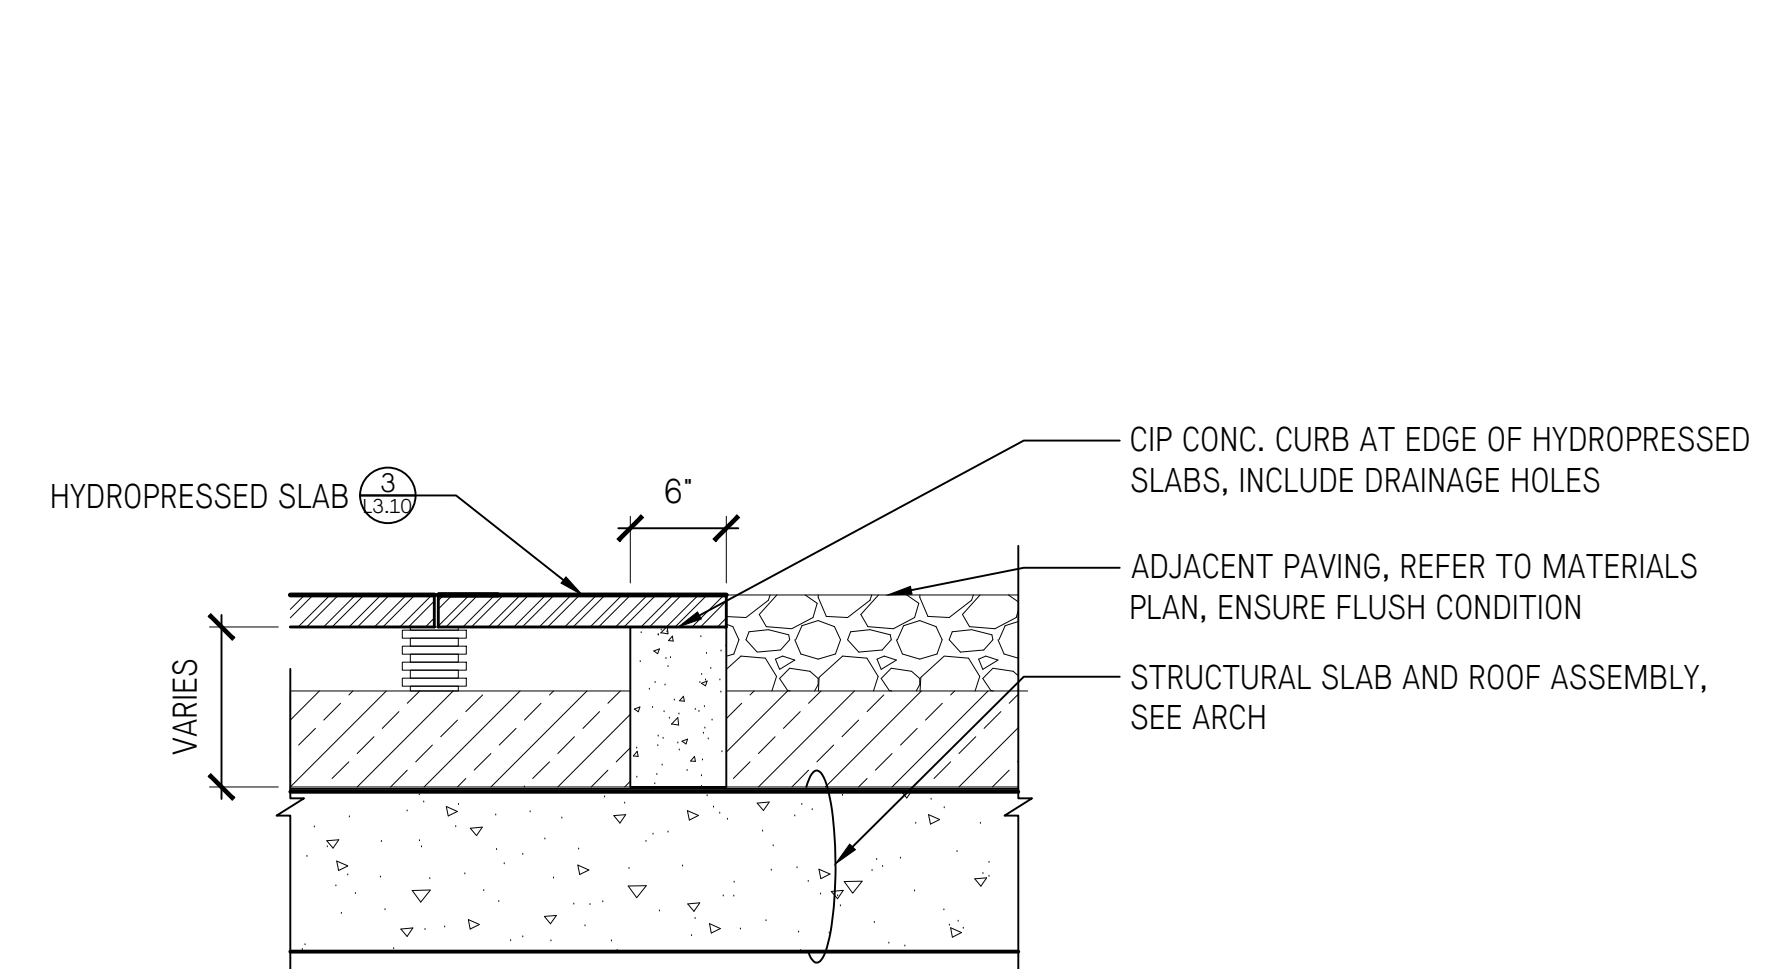 CIP CONC. CURB AT EDGE OF HYDROPRESSED
SLABS, INCLUDE DRAINAGE HOLES
HYDROPRESSED SLAB
3
L3.10
6"
ADJACENT PAVING, REFER TO MATERIALS
PLAN, ENSURE FLUSH CONDITION
VARIES
STRUCTURAL SLAB AND ROOF ASSEMBLY,
SEE ARCH